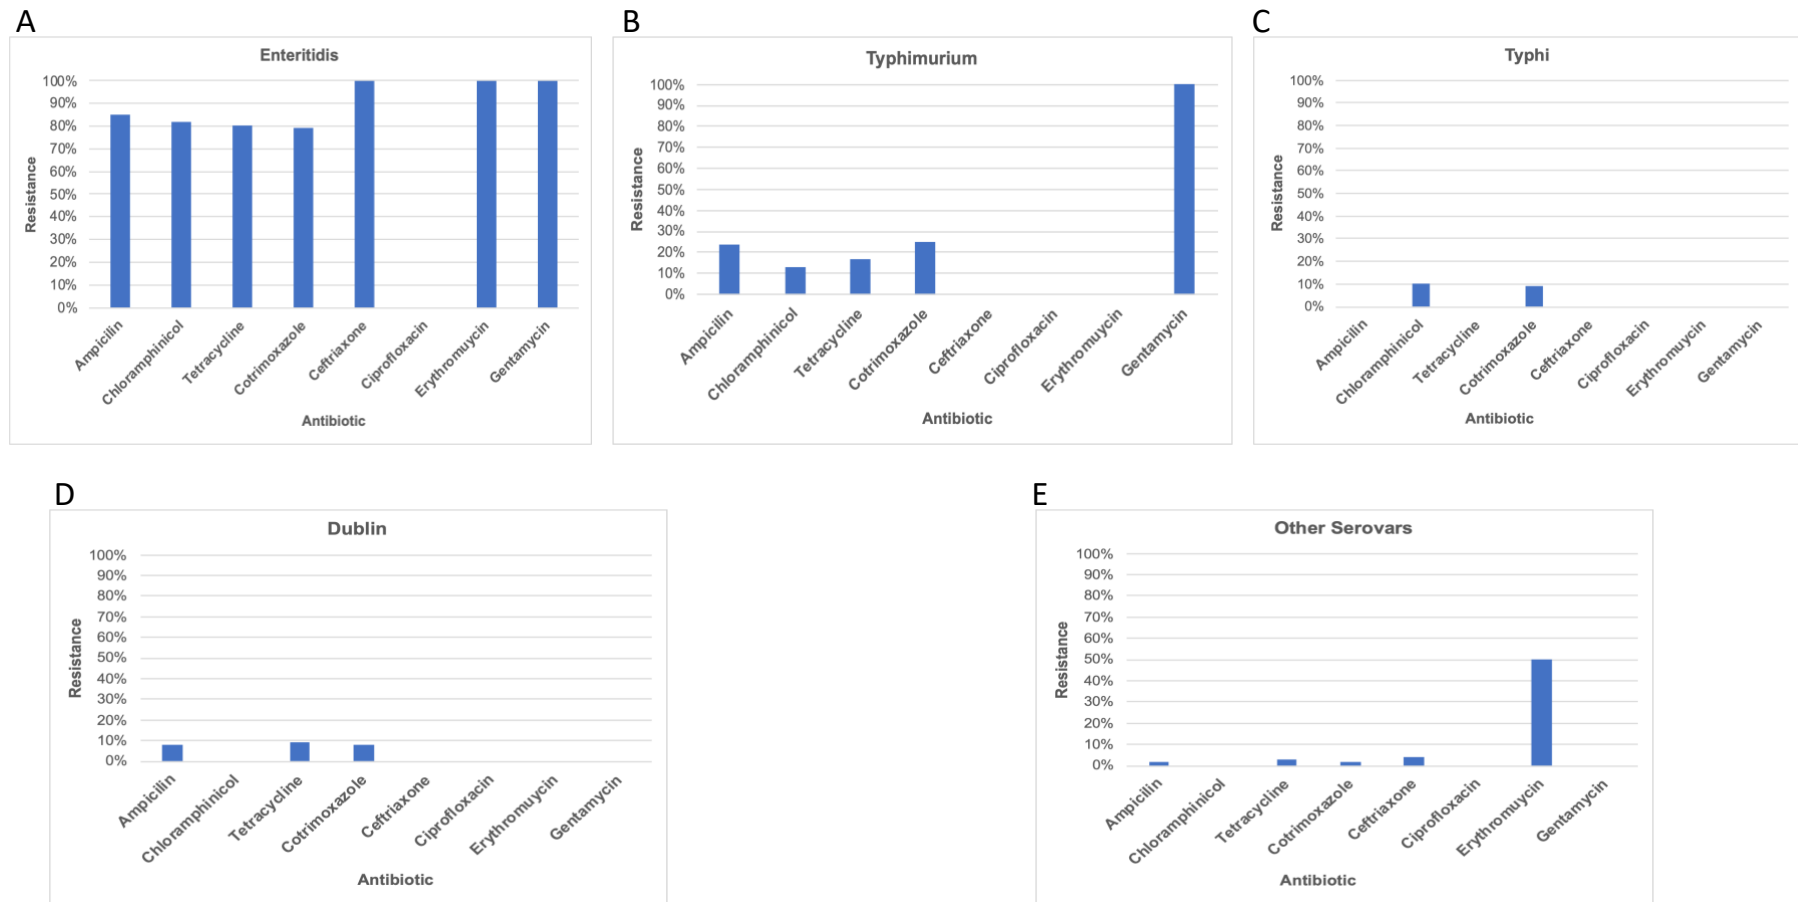 A
Enteritidis
100%
90%
80%
70%
60%
50%
40%
30%
20%
10%
0%
Resistance
Ampicilin
Chloramphinicol
Tetracycline
Cotrimoxazole
Ceftriaxone
Ciprofloxacin
Erythromuycin
Gentamycin
Antibiotic
B
Typhimurium
100%
90%
80%
70%
60%
50%
40%
30%
20%
10%
0%
Resistance
Ampicilin
Chloramphinicol
Tetracycline
Cotrimoxazole
Ceftriaxone
Ciprofloxacin
Erythromuycin
Gentamycin
Antibiotic
C
Typhi
100%
90%
80%
70%
60%
50%
40%
30%
20%
10%
0%
Resistance
Ampicilin
Chloramphinicol
Tetracycline
Cotrimoxazole
Ceftriaxone
Ciprofloxacin
Erythromuycin
Gentamycin
Antibiotic
D
Dublin
100%
90%
80%
70%
60%
50%
40%
30%
20%
10%
0%
Resistance
Ampicilin
Chloramphinicol
Tetracycline
Cotrimoxazole
Ceftriaxone
Ciprofloxacin
Erythromuycin
Gentamycin
Antibiotic
E
Other Serovars
100%
90%
80%
70%
60%
50%
40%
30%
20%
10%
0%
Resistance
Ampicilin
Chloramphinicol
Tetracycline
Cotrimoxazole
Ceftriaxone
Ciprofloxacin
Erythromuycin
Gentamycin
Antibiotic